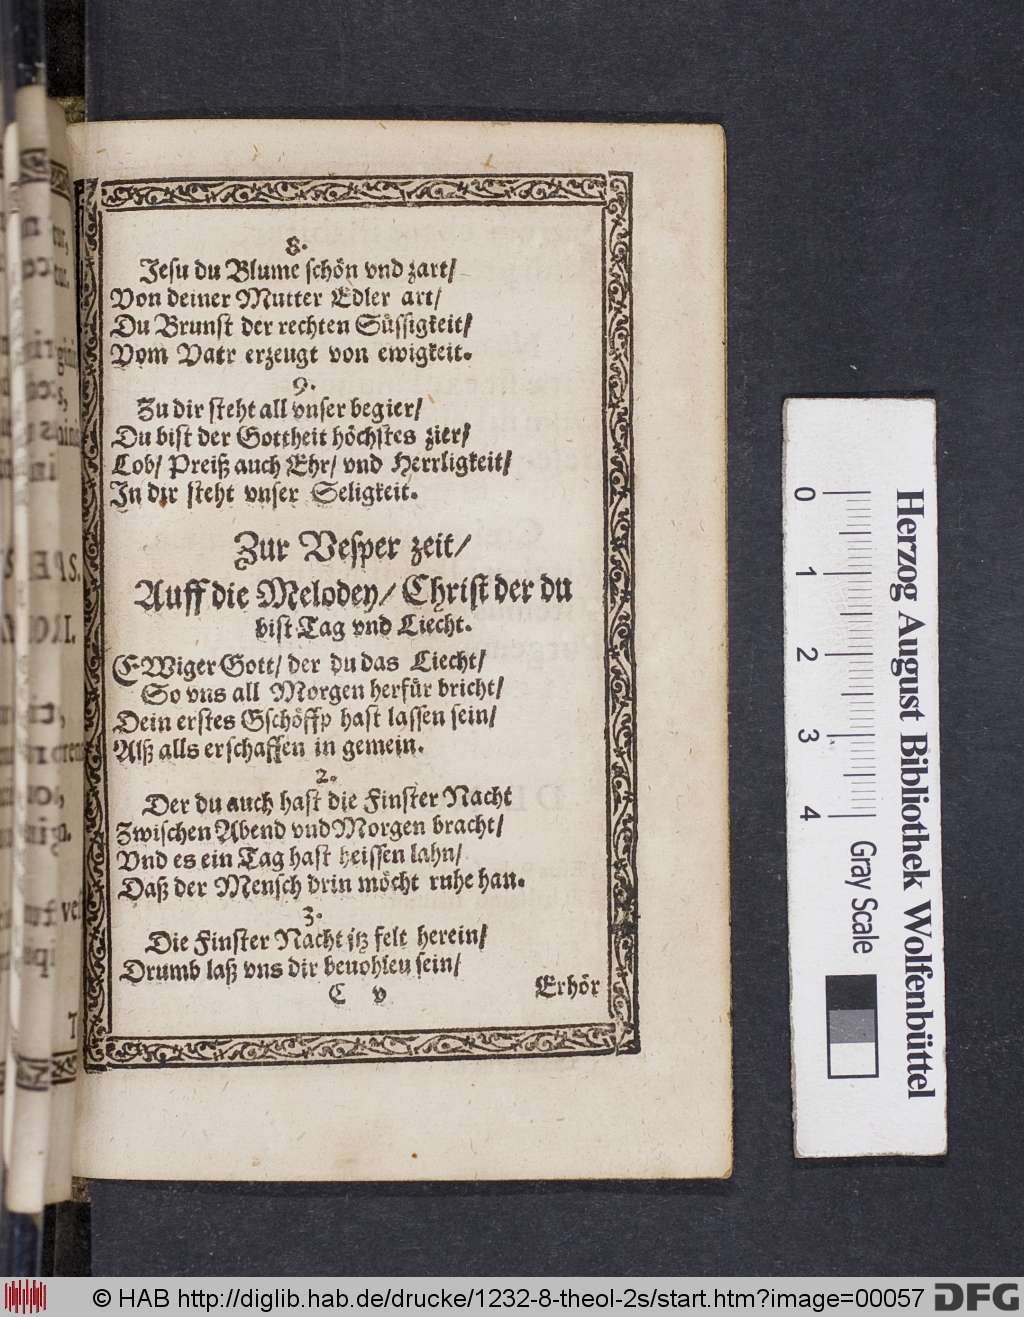 8.
Jesu du Blume schön vnd zart/
Von deiner Mutter Edler art/
Du Brunst der rechten Süssigkeit/
Vom Vatr erzeugt von ewigkeit.
9.
Zu dir steht all vnser begier/
Du bist der Gottheit höchstes zier/
Lob/ Preiß auch Ehr/ vnd Herrligkeit/
In dir steht vnser Seligkeit.
Zur Vesper zeit/
Auff die Melodey/ Christ der du
bist Tag vnd Liecht.
EWiger Gott/ der du das Liecht/
So vns all Morgen herfür bricht/
Dein erstes Gschöffp hast lassen sein/
Alß alls erschaffen in gemein.
2.
Der du auch hast die Finster Nacht
Zwischen Abend vnd Morgen bracht/
Vnd es ein Tag hast heissen lahn/
Daß der Mensch drin möcht ruhe han.
3.
Die Finster Nacht itz felt herein/
Drumb laß vns dir beuohleu sein/
C v
Erhör
Herzog August Bibliothek Wolfenbüttel
0 1 2 3 4
Gray Scale
© HAB http://diglib.hab.de/drucke/1232-8-theol-2s/start.htm?image=00057
DFG